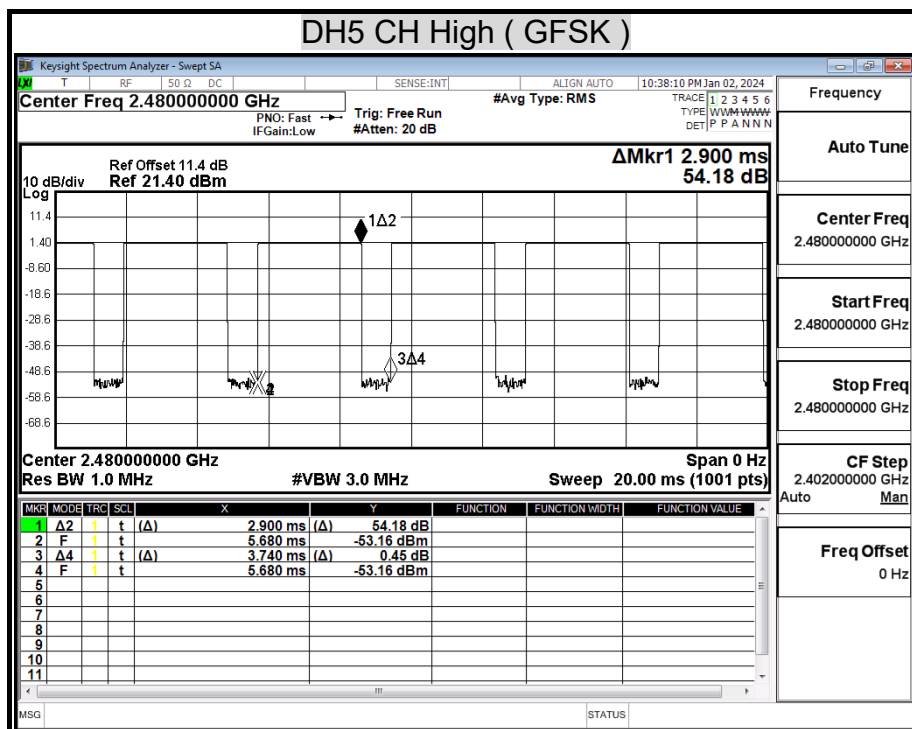 DH5 CH High ( GFSK )
Keysight Spectrum Analyzer - Swept SA
LXI T RF 50 Ω DC SENSE:INT ALIGN AUTO 10:38:10 PM Jan 02, 2024
Center Freq 2.480000000 GHz
PNO: Fast
IFGain:Low
Trig: Free Run
#Atten: 20 dB
#Avg Type: RMS
TRACE 1 2 3 4 5 6
TYPE WWMWWW
DET P P A N N N
Ref Offset 11.4 dB
10 dB/div Ref 21.40 dBm
Log
ΔMkr1 2.900 ms
54.18 dB
11.4
1.40
-8.60
-18.6
-28.6
-38.6
-48.6
-58.6
-68.6
1Δ2
3Δ4
Center 2.480000000 GHz Span 0 Hz
Res BW 1.0 MHz #VBW 3.0 MHz Sweep 20.00 ms (1001 pts)
MKR MODE TRC SCL X Y FUNCTION FUNCTION WIDTH FUNCTION VALUE
1 Δ2 1 t (Δ) 2.900 ms (Δ) 54.18 dB
2 F 1 t 5.680 ms -53.16 dBm
3 Δ4 1 t (Δ) 3.740 ms (Δ) 0.45 dB
4 F 1 t 5.680 ms -53.16 dBm
5
6
7
8
9
10
11
MSG STATUS
Frequency
Auto Tune
Center Freq
2.480000000 GHz
Start Freq
2.480000000 GHz
Stop Freq
2.480000000 GHz
CF Step
2.402000000 GHz
Auto Man
Freq Offset
0 Hz